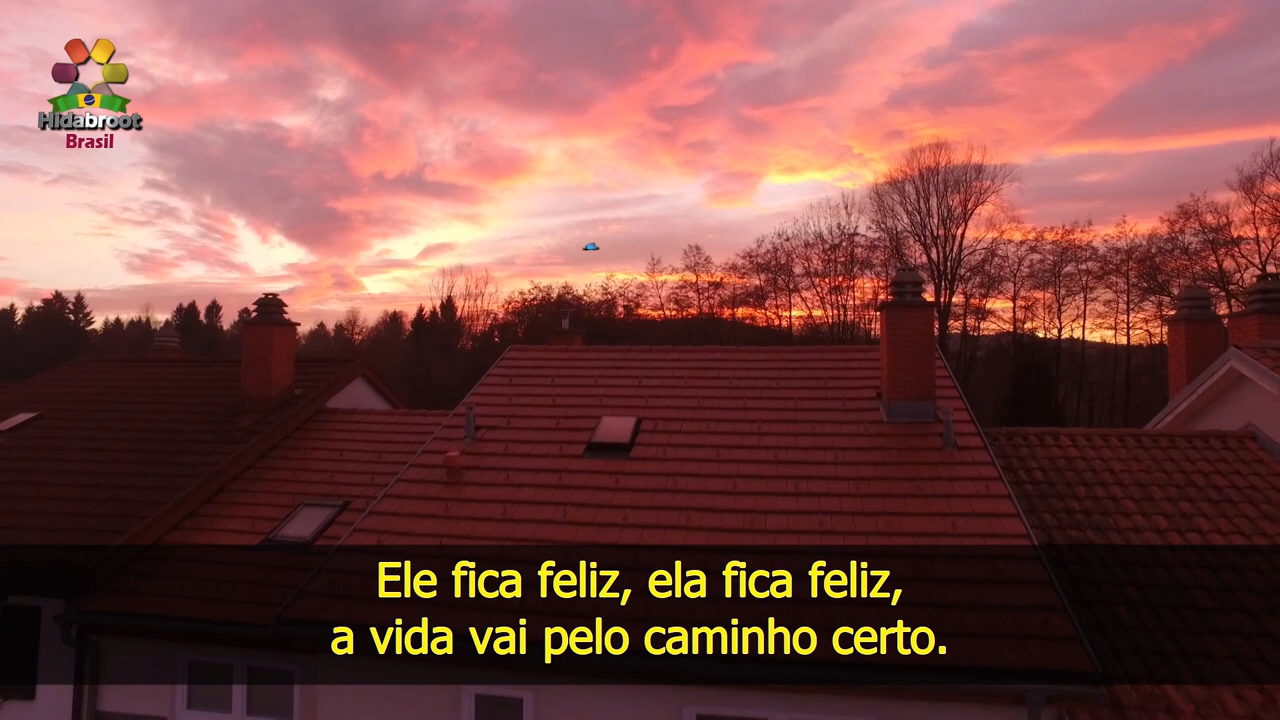 Hidabroot
Brasil
Ele fica feliz, ela fica feliz,
a vida vai pelo caminho certo.